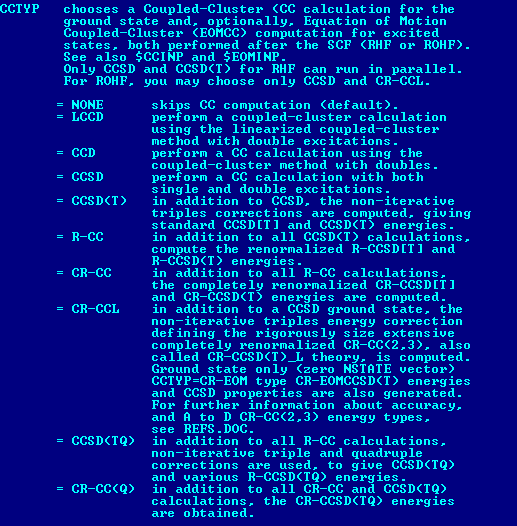 CCTYP chooses a Coupled-Cluster (CC calculation for the
ground state and, optionally, Equation of Motion
Coupled-Cluster (EOMCC) computation for excited
states, both performed after the SCF (RHF or ROHF).
See also $CCINP and $EOMINP.
Only CCSD and CCSD(T) for RHF can run in parallel.
For ROHF, you may choose only CCSD and CR-CCL.
= NONE skips CC computation (default).
= LCCD perform a coupled-cluster calculation
using the linearized coupled-cluster
method with double excitations.
= CCD perform a CC calculation using the
coupled-cluster method with doubles.
= CCSD perform a CC calculation with both
single and double excitations.
= CCSD(T) in addition to CCSD, the non-iterative
triples corrections are computed, giving
standard CCSD[T] and CCSD(T) energies.
= R-CC in addition to all CCSD(T) calculations,
compute the renormalized R-CCSD[T] and
R-CCSD(T) energies.
= CR-CC in addition to all R-CC calculations,
the completely renormalized CR-CCSD[T]
and CR-CCSD(T) energies are computed.
= CR-CCL in addition to a CCSD ground state, the
non-iterative triples energy correction
defining the rigorously size extensive
completely renormalized CR-CC(2,3), also
called CR-CCSD(T)_L theory, is computed.
Ground state only (zero NSTATE vector)
CCTYP=CR-EOM type CR-EOMCCSD(T) energies
and CCSD properties are also generated.
For further information about accuracy,
and A to D CR-CC(2,3) energy types,
see REFS.DOC.
= CCSD(TQ) in addition to all R-CC calculations,
non-iterative triple and quadruple
corrections are used, to give CCSD(TQ)
and various R-CCSD(TQ) energies.
= CR-CC(Q) in addition to all CR-CC and CCSD(TQ)
calculations, the CR-CCSD(TQ) energies
are obtained.